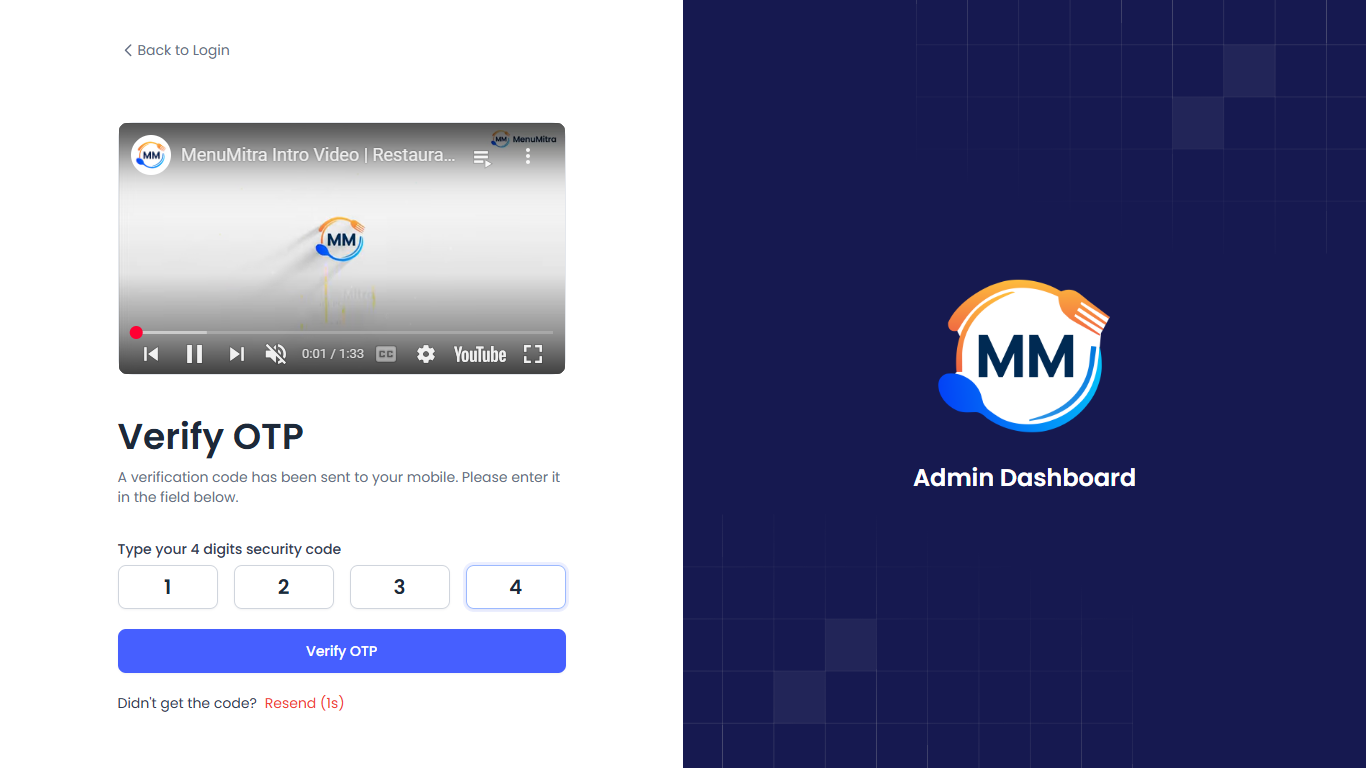 Back to Login
MM MenuMitra
MM MenuMitra Intro Video | Restaura...
MM
0:01 / 1:33 CC YouTube
Verify OTP
A verification code has been sent to your mobile. Please enter it
in the field below.
Type your 4 digits security code
1 2 3 4
Verify OTP
Didn't get the code? Resend (1s)
MM
Admin Dashboard